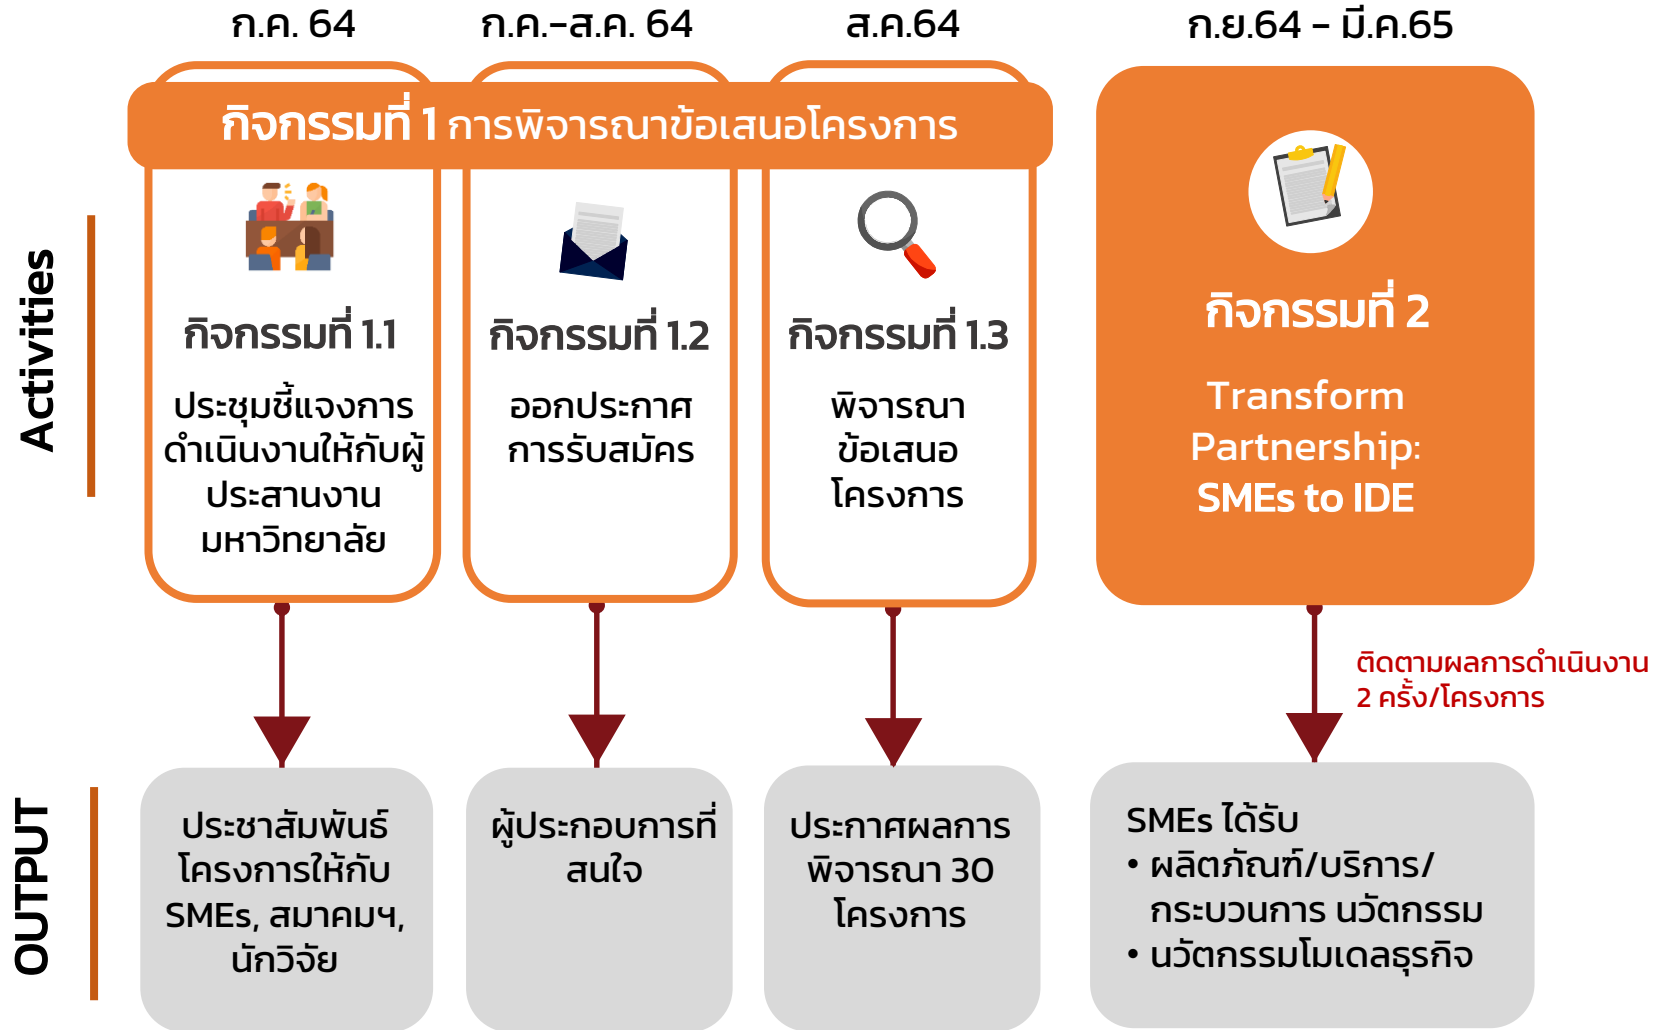 ก.ค. 64
ก.ค.-ส.ค. 64
ส.ค.64
ก.ย.64 - มี.ค.65
กิจกรรมที่ 1 การพิจารณาข้อเสนอโครงการ
Activities
กิจกรรมที่ 1.1
ประชุมชี้แจงการ
ดำเนินงานให้กับผู้
ประสานงาน
มหาวิทยาลัย
กิจกรรมที่ 1.2
ออกประกาศ
การรับสมัคร
กิจกรรมที่ 1.3
พิจารณา
ข้อเสนอ
โครงการ
กิจกรรมที่ 2
Transform
Partnership:
SMEs to IDE
ติดตามผลการดำเนินงาน
2 ครั้ง/โครงการ
OUTPUT
ประชาสัมพันธ์
โครงการให้กับ
SMEs, สมาคมฯ,
นักวิจัย
ผู้ประกอบการที่
สนใจ
ประกาศผลการ
พิจารณา 30
โครงการ
SMEs ได้รับ
• ผลิตภัณฑ์/บริการ/
กระบวนการ นวัตกรรม
• นวัตกรรมโมเดลธุรกิจ